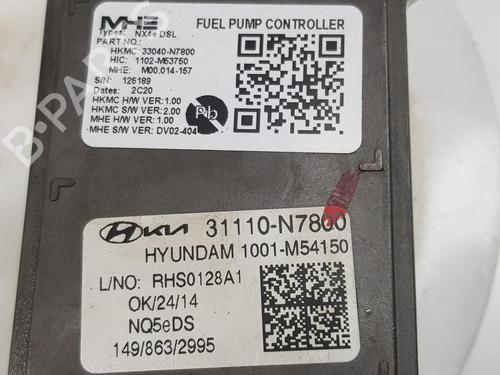 MHE FUEL PUMP CONTROLLER
Types: NX4e DSL
PART NO.
HKMC: 33040-N7800
HIC: 1102-M53750
MHE: M00.014-157
S/N: 125189
Dates: 2C20
HKMC H/W VER: 1.00
HKMC S/W VER: 2.00
MHE H/W VER: 1.00
MHE S/W VER: DV02-404
Pb
HYUNDAI KIA 31110-N7800
HYUNDAM 1001-M54150
L/NO: RHS0128A1
OK/24/14
NQ5eDS
149/863/2995
B-PARTS